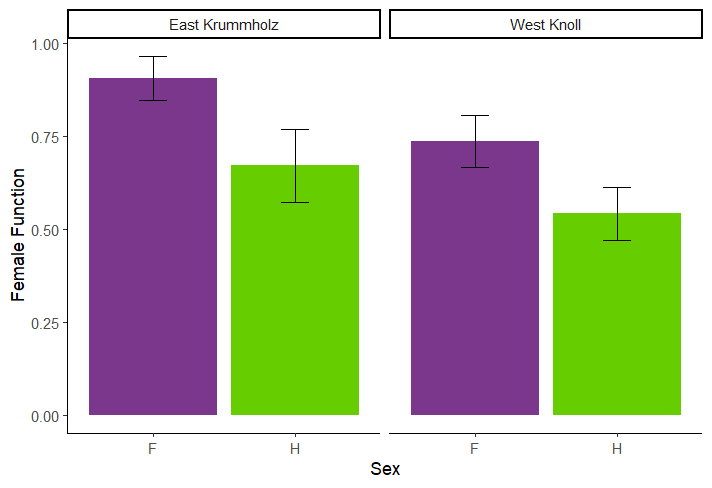 East Krummholz
West Knoll
1.00
0.75
0.50
0.25
0.00
Female Function
F
H
F
H
Sex